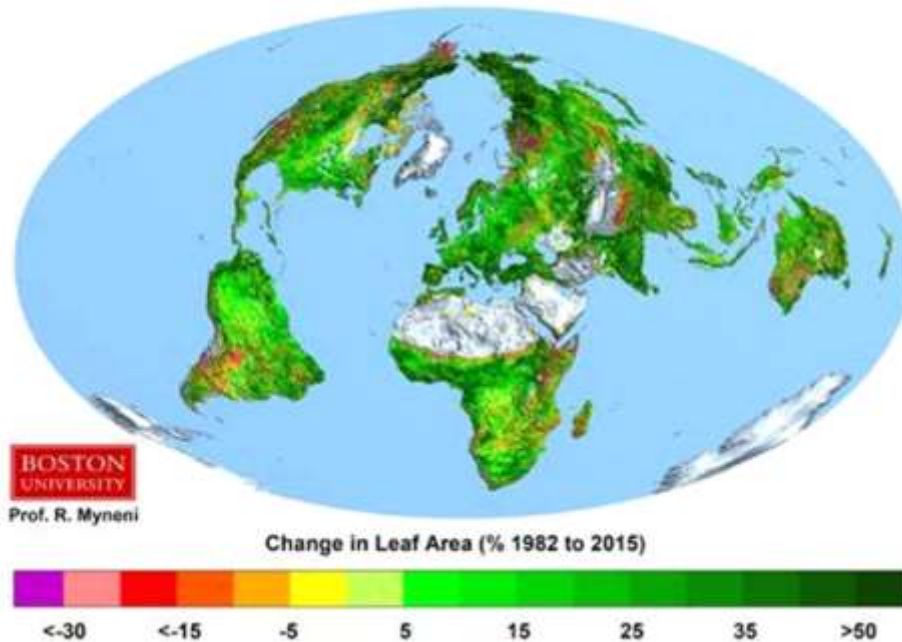 BOSTON
UNIVERSITY
Prof. R. Myneni
Change in Leaf Area (% 1982 to 2015)
<-30 <-15 -5 5 15 25 35 >50